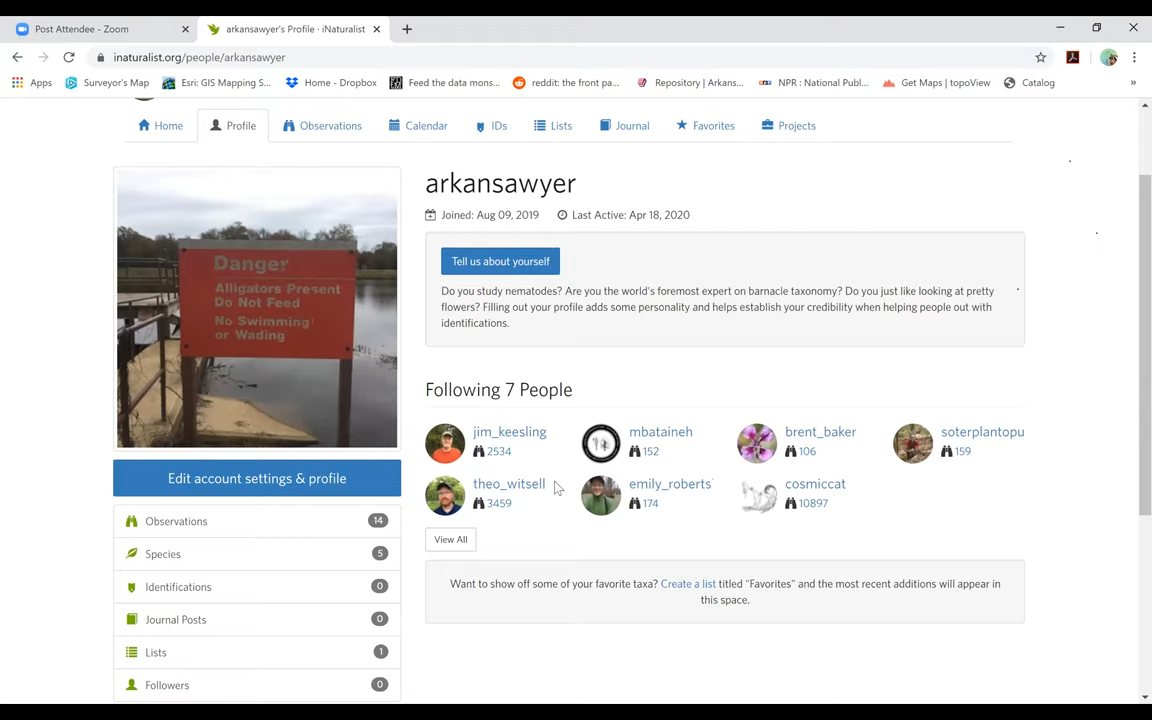 Post Attendee - Zoom
arkansawyer's Profile · iNaturalist
inaturalist.org/people/arkansawyer
Apps
Surveyor's Map
Esri: GIS Mapping S...
Home - Dropbox
Feed the data mons...
reddit: the front pa...
Repository | Arkans...
NPR : National Publ...
Get Maps | topoView
Catalog
Home
Profile
Observations
Calendar
IDs
Lists
Journal
Favorites
Projects
Danger
Alligators Present
Do Not Feed
No Swimming
or Wading
arkansawyer
Joined: Aug 09, 2019 Last Active: Apr 18, 2020
Tell us about yourself
Do you study nematodes? Are you the world's foremost expert on barnacle taxonomy? Do you just like looking at pretty
flowers? Filling out your profile adds some personality and helps establish your credibility when helping people out with
identifications.
Following 7 People
jim_keesling
2534
mbataineh
152
brent_baker
106
soterplantopu
159
theo_witsell
3459
emily_roberts
174
cosmiccat
10897
View All
Want to show off some of your favorite taxa? Create a list titled "Favorites" and the most recent additions will appear in
this space.
Edit account settings & profile
Observations 14
Species 5
Identifications 0
Journal Posts 0
Lists 1
Followers 0